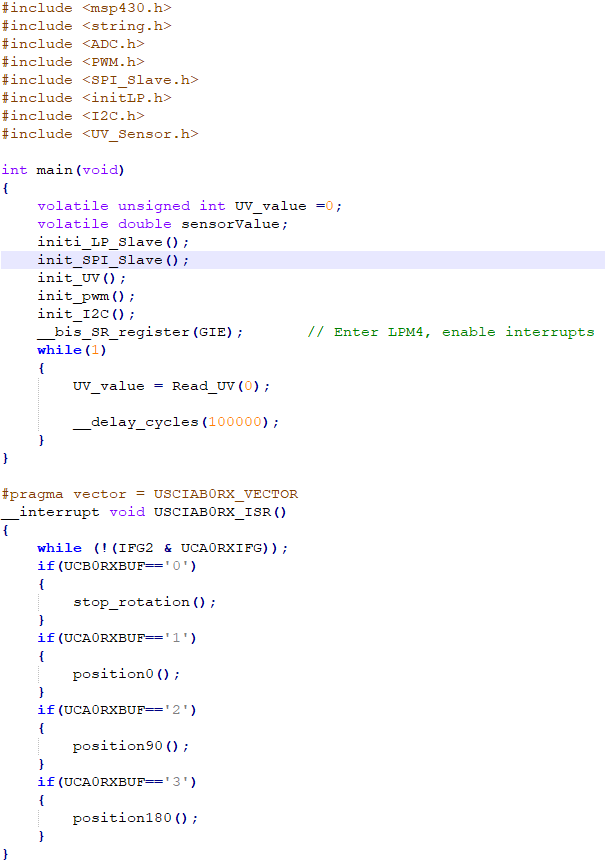 #include <msp430.h>
#include <string.h>
#include <ADC.h>
#include <PWM.h>
#include <SPI_Slave.h>
#include <initLP.h>
#include <I2C.h>
#include <UV_Sensor.h>
int main(void)
{
volatile unsigned int UV_value =0;
volatile double sensorValue;
initi_LP_Slave();
init_SPI_Slave();
init_UV();
init_pwm();
init_I2C();
__bis_SR_register(GIE); // Enter LPM4, enable interrupts
while(1)
{
UV_value = Read_UV(0);
__delay_cycles(100000);
}
}
#pragma vector = USCIAB0RX_VECTOR
__interrupt void USCIAB0RX_ISR()
{
while (!(IFG2 & UCA0RXIFG));
if(UCB0RXBUF=='0')
{
stop_rotation();
}
if(UCA0RXBUF=='1')
{
position0();
}
if(UCA0RXBUF=='2')
{
position90();
}
if(UCA0RXBUF=='3')
{
position180();
}
}